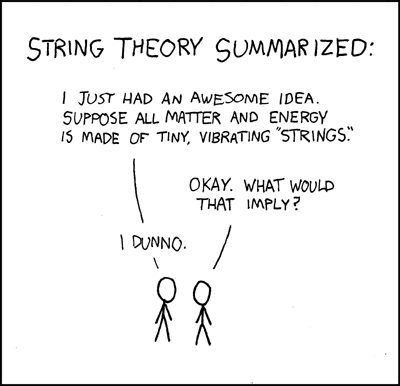 STRING THEORY SUMMARIZED:
I JUST HAD AN AWESOME IDEA.
SUPPOSE ALL MATTER AND ENERGY
IS MADE OF TINY, VIBRATING "STRINGS."
OKAY. WHAT WOULD
THAT IMPLY?
I DUNNO.